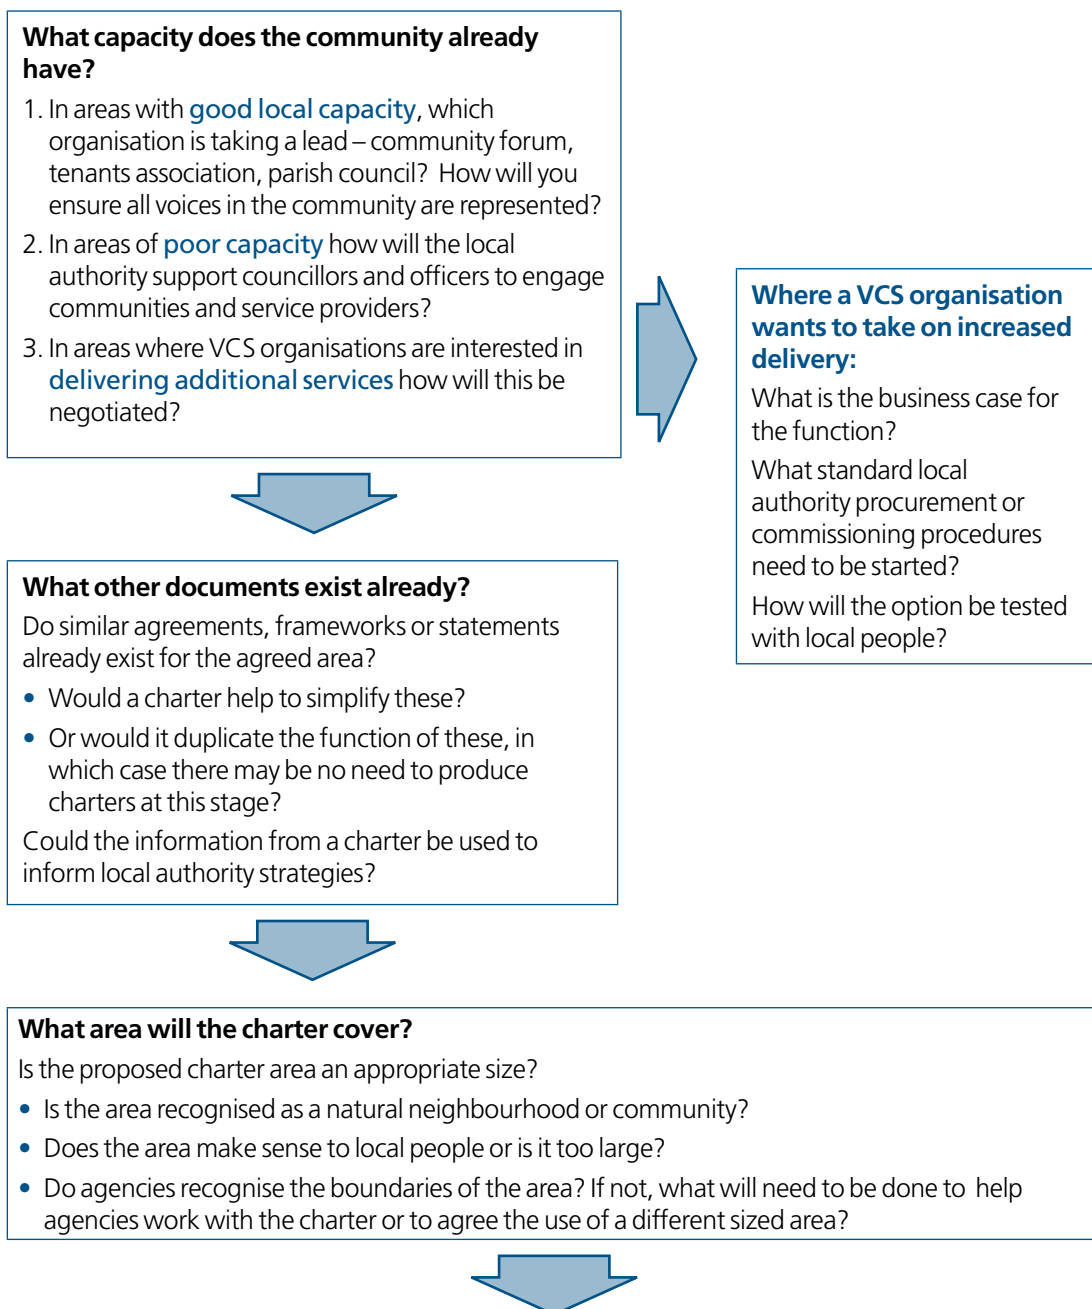 What capacity does the community already
have?
1. In areas with good local capacity, which
organisation is taking a lead – community forum,
tenants association, parish council? How will you
ensure all voices in the community are represented?
2. In areas of poor capacity how will the local
authority support councillors and officers to engage
communities and service providers?
3. In areas where VCS organisations are interested in
delivering additional services how will this be
negotiated?
Where a VCS organisation
wants to take on increased
delivery:
What is the business case for
the function?
What standard local
authority procurement or
commissioning procedures
need to be started?
How will the option be tested
with local people?
What other documents exist already?
Do similar agreements, frameworks or statements
already exist for the agreed area?
• Would a charter help to simplify these?
• Or would it duplicate the function of these, in
which case there may be no need to produce
charters at this stage?
Could the information from a charter be used to
inform local authority strategies?
What area will the charter cover?
Is the proposed charter area an appropriate size?
• Is the area recognised as a natural neighbourhood or community?
• Does the area make sense to local people or is it too large?
• Do agencies recognise the boundaries of the area? If not, what will need to be done to help
agencies work with the charter or to agree the use of a different sized area?